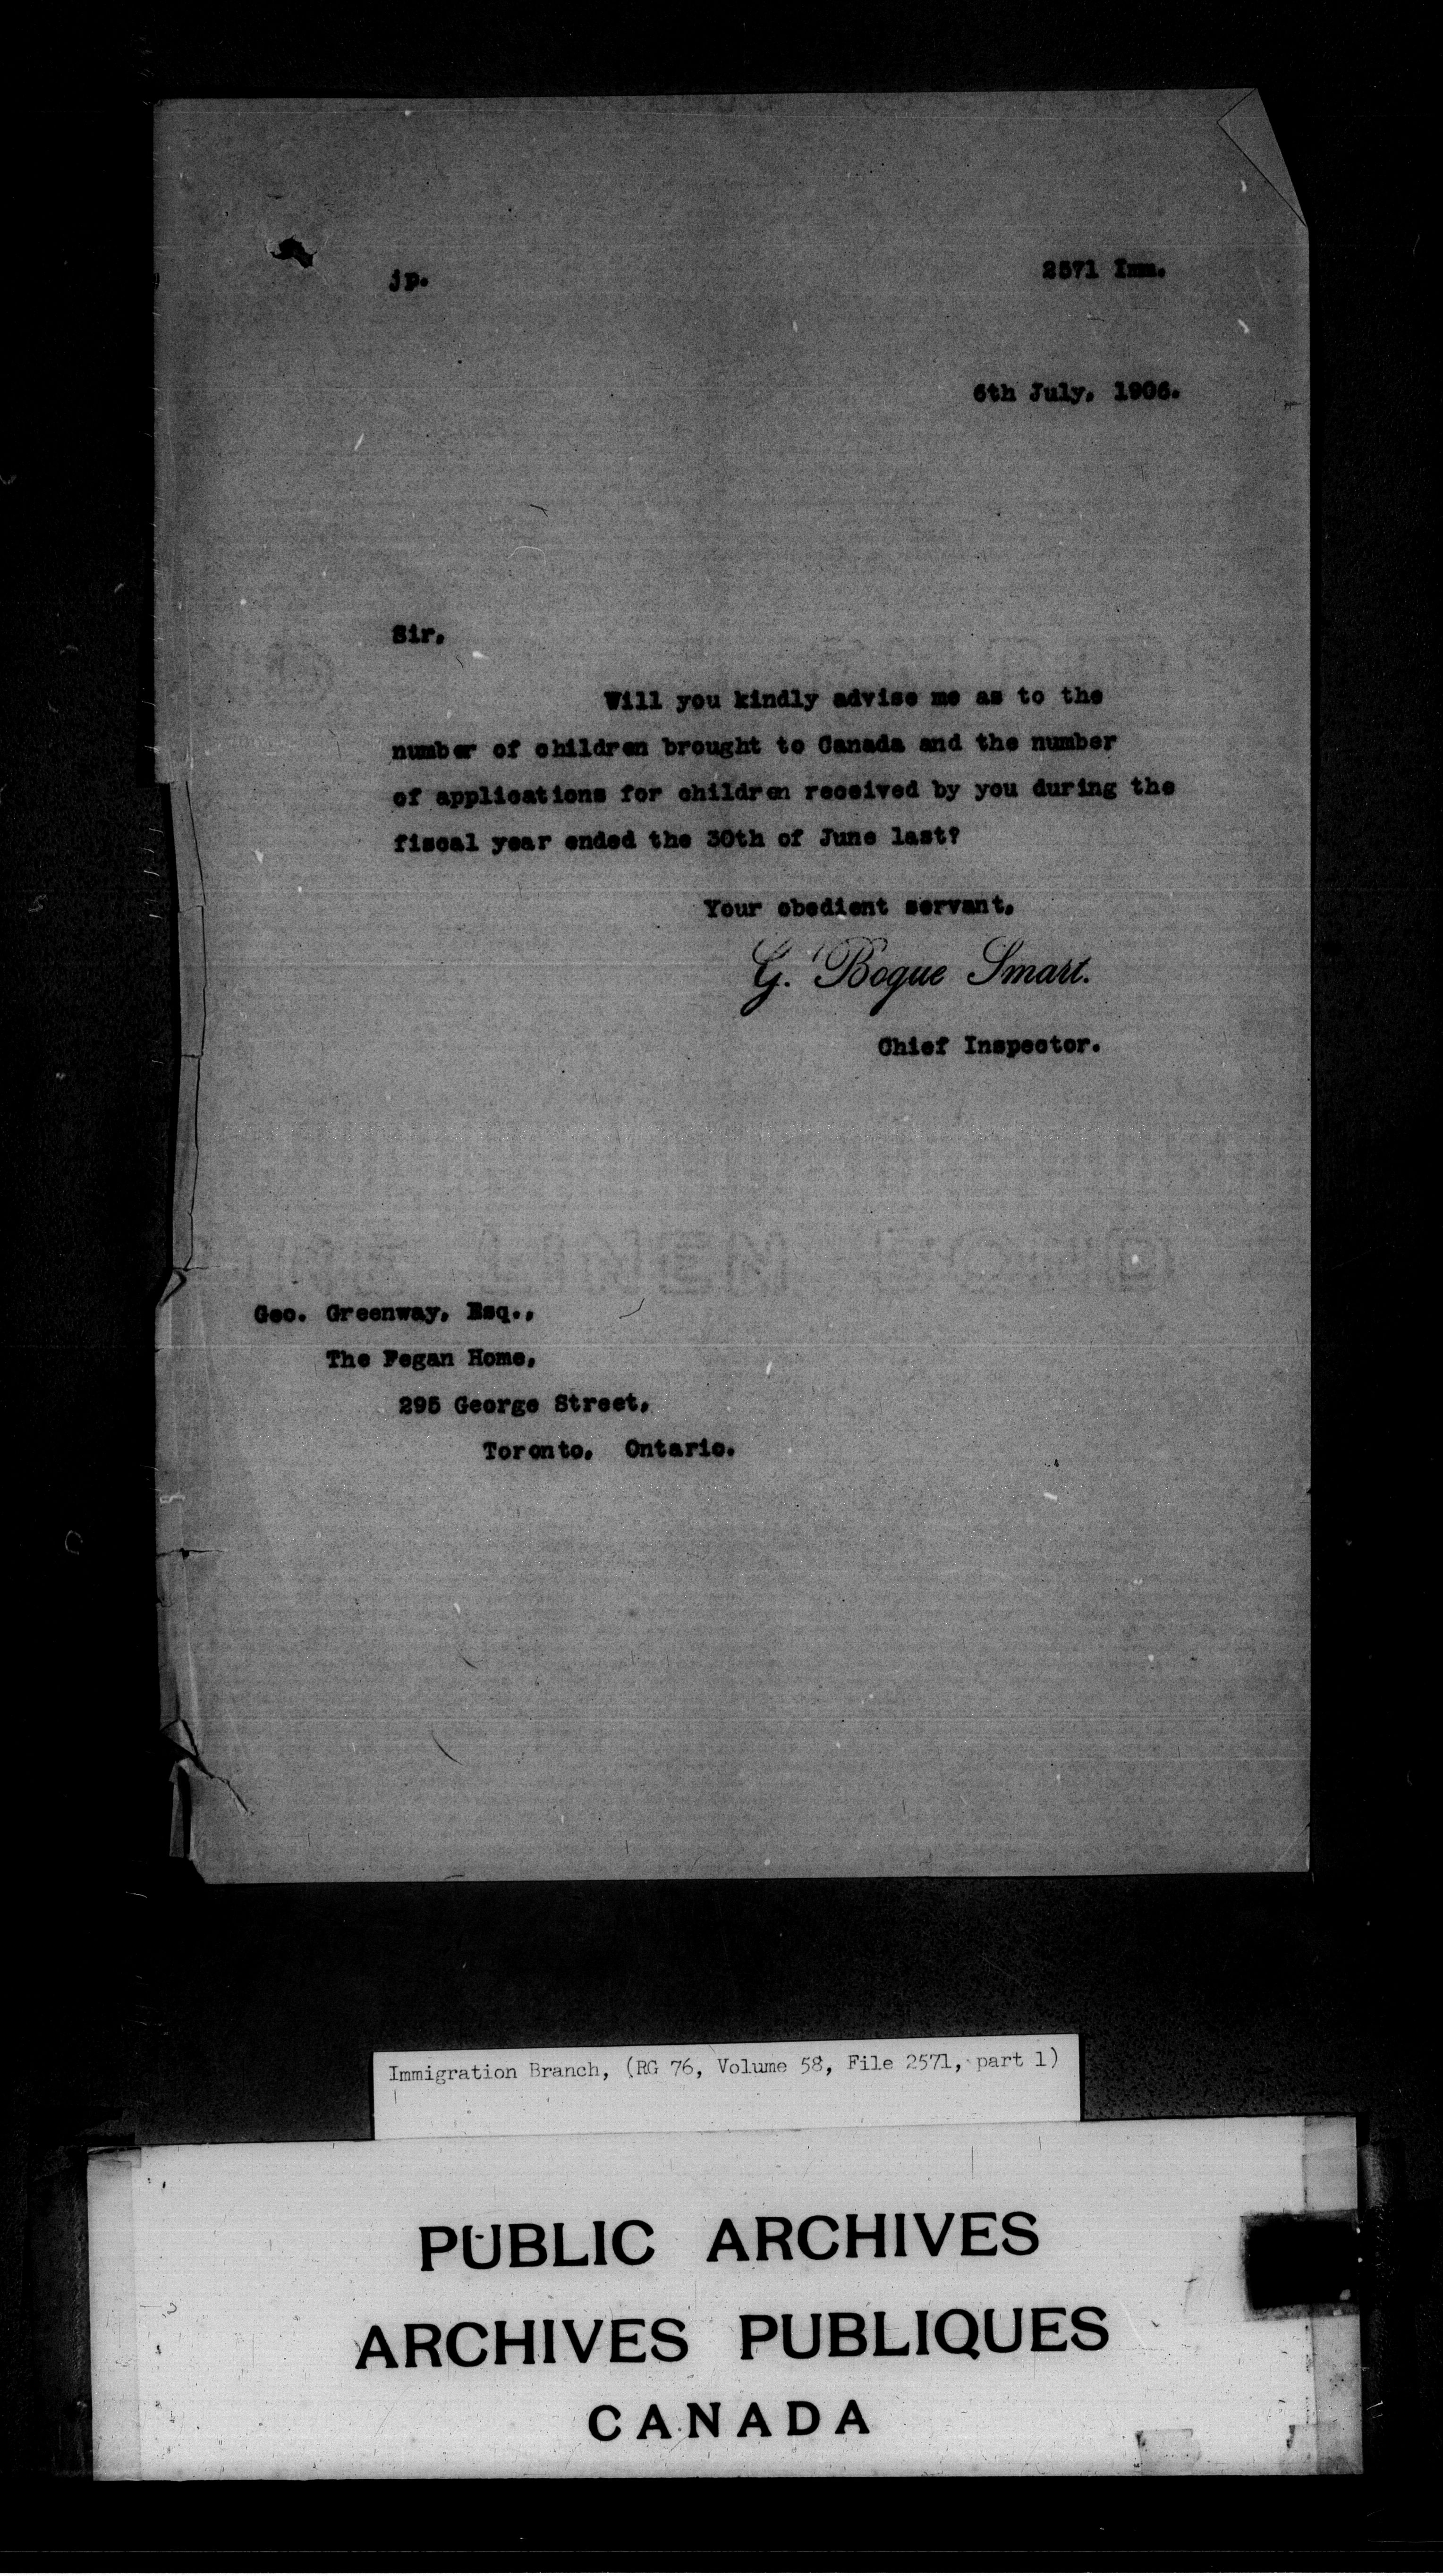 jp.
2571 Imm.
6th July, 1906.
Sir,
Will you kindly advise me as to the
number of children brought to Canada and the number
of applications for children received by you during the
fiscal year ended the 30th of June last?
Your obedient servant,
G. Bogue Smart.
Chief Inspector.
LINEN BOND
Geo. Greenway, Esq.,
The Fegan Home,
295 George Street,
Toronto, Ontario.
Immigration Branch, (RG 76, Volume 58, File 2571, part 1)
PUBLIC ARCHIVES
ARCHIVES PUBLIQUES
CANADA